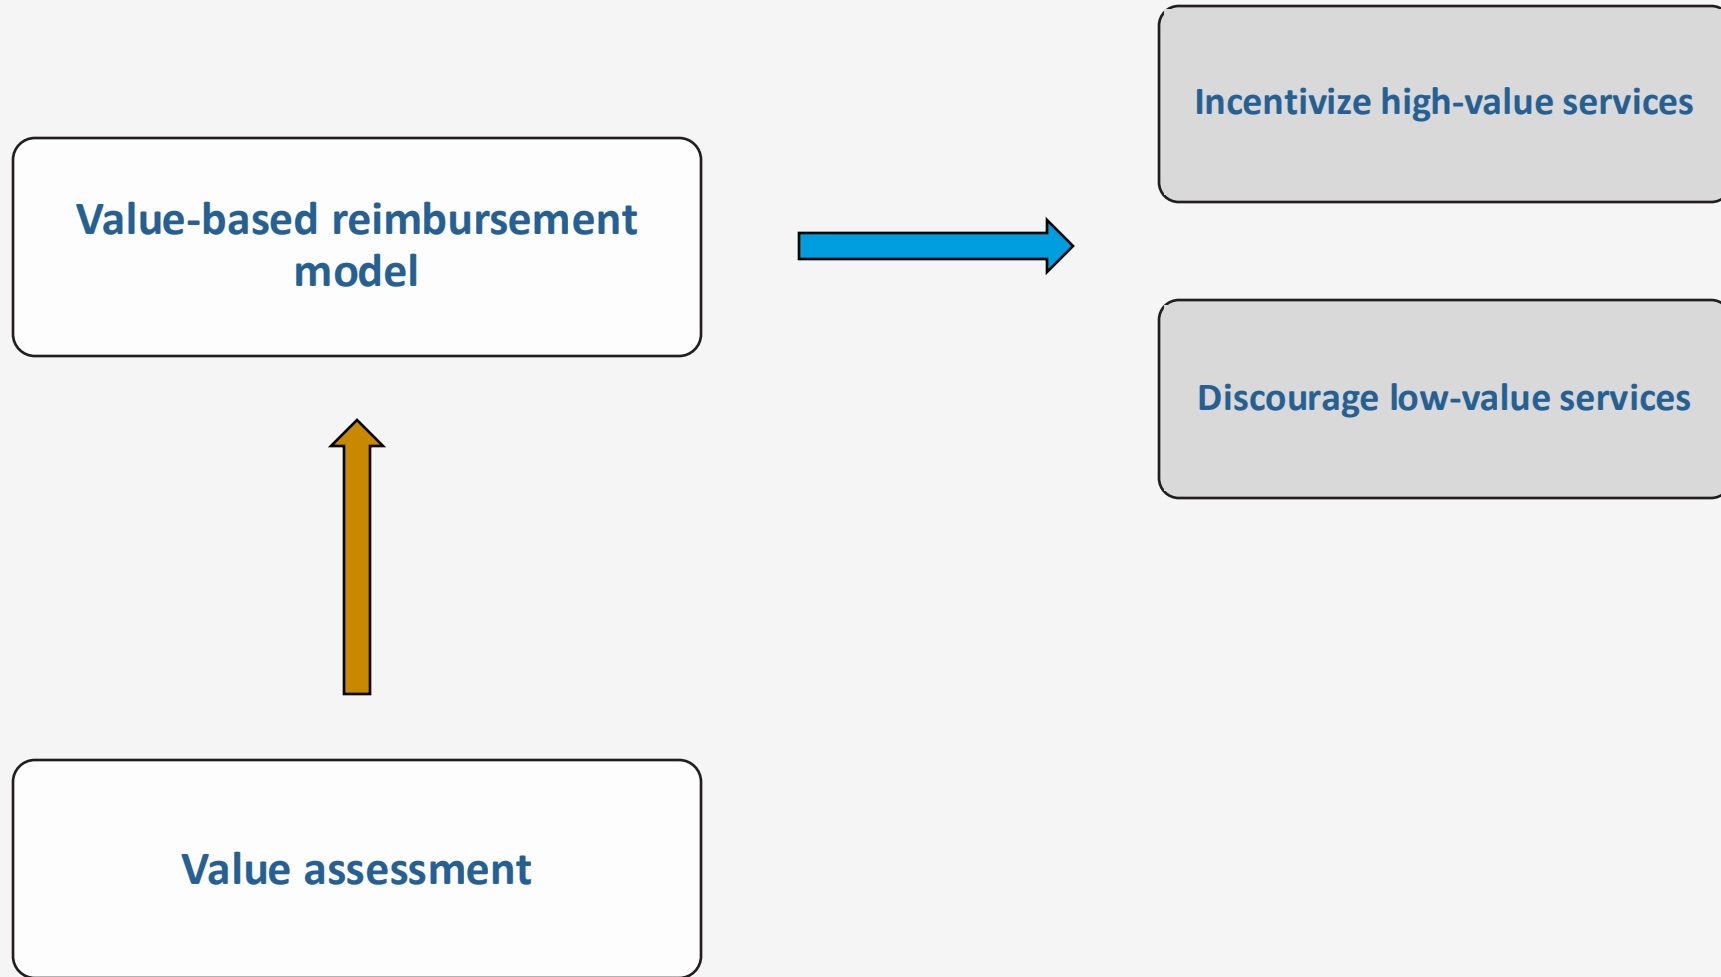 Incentivize high-value services
Value-based reimbursement
model
Discourage low-value services
Value assessment